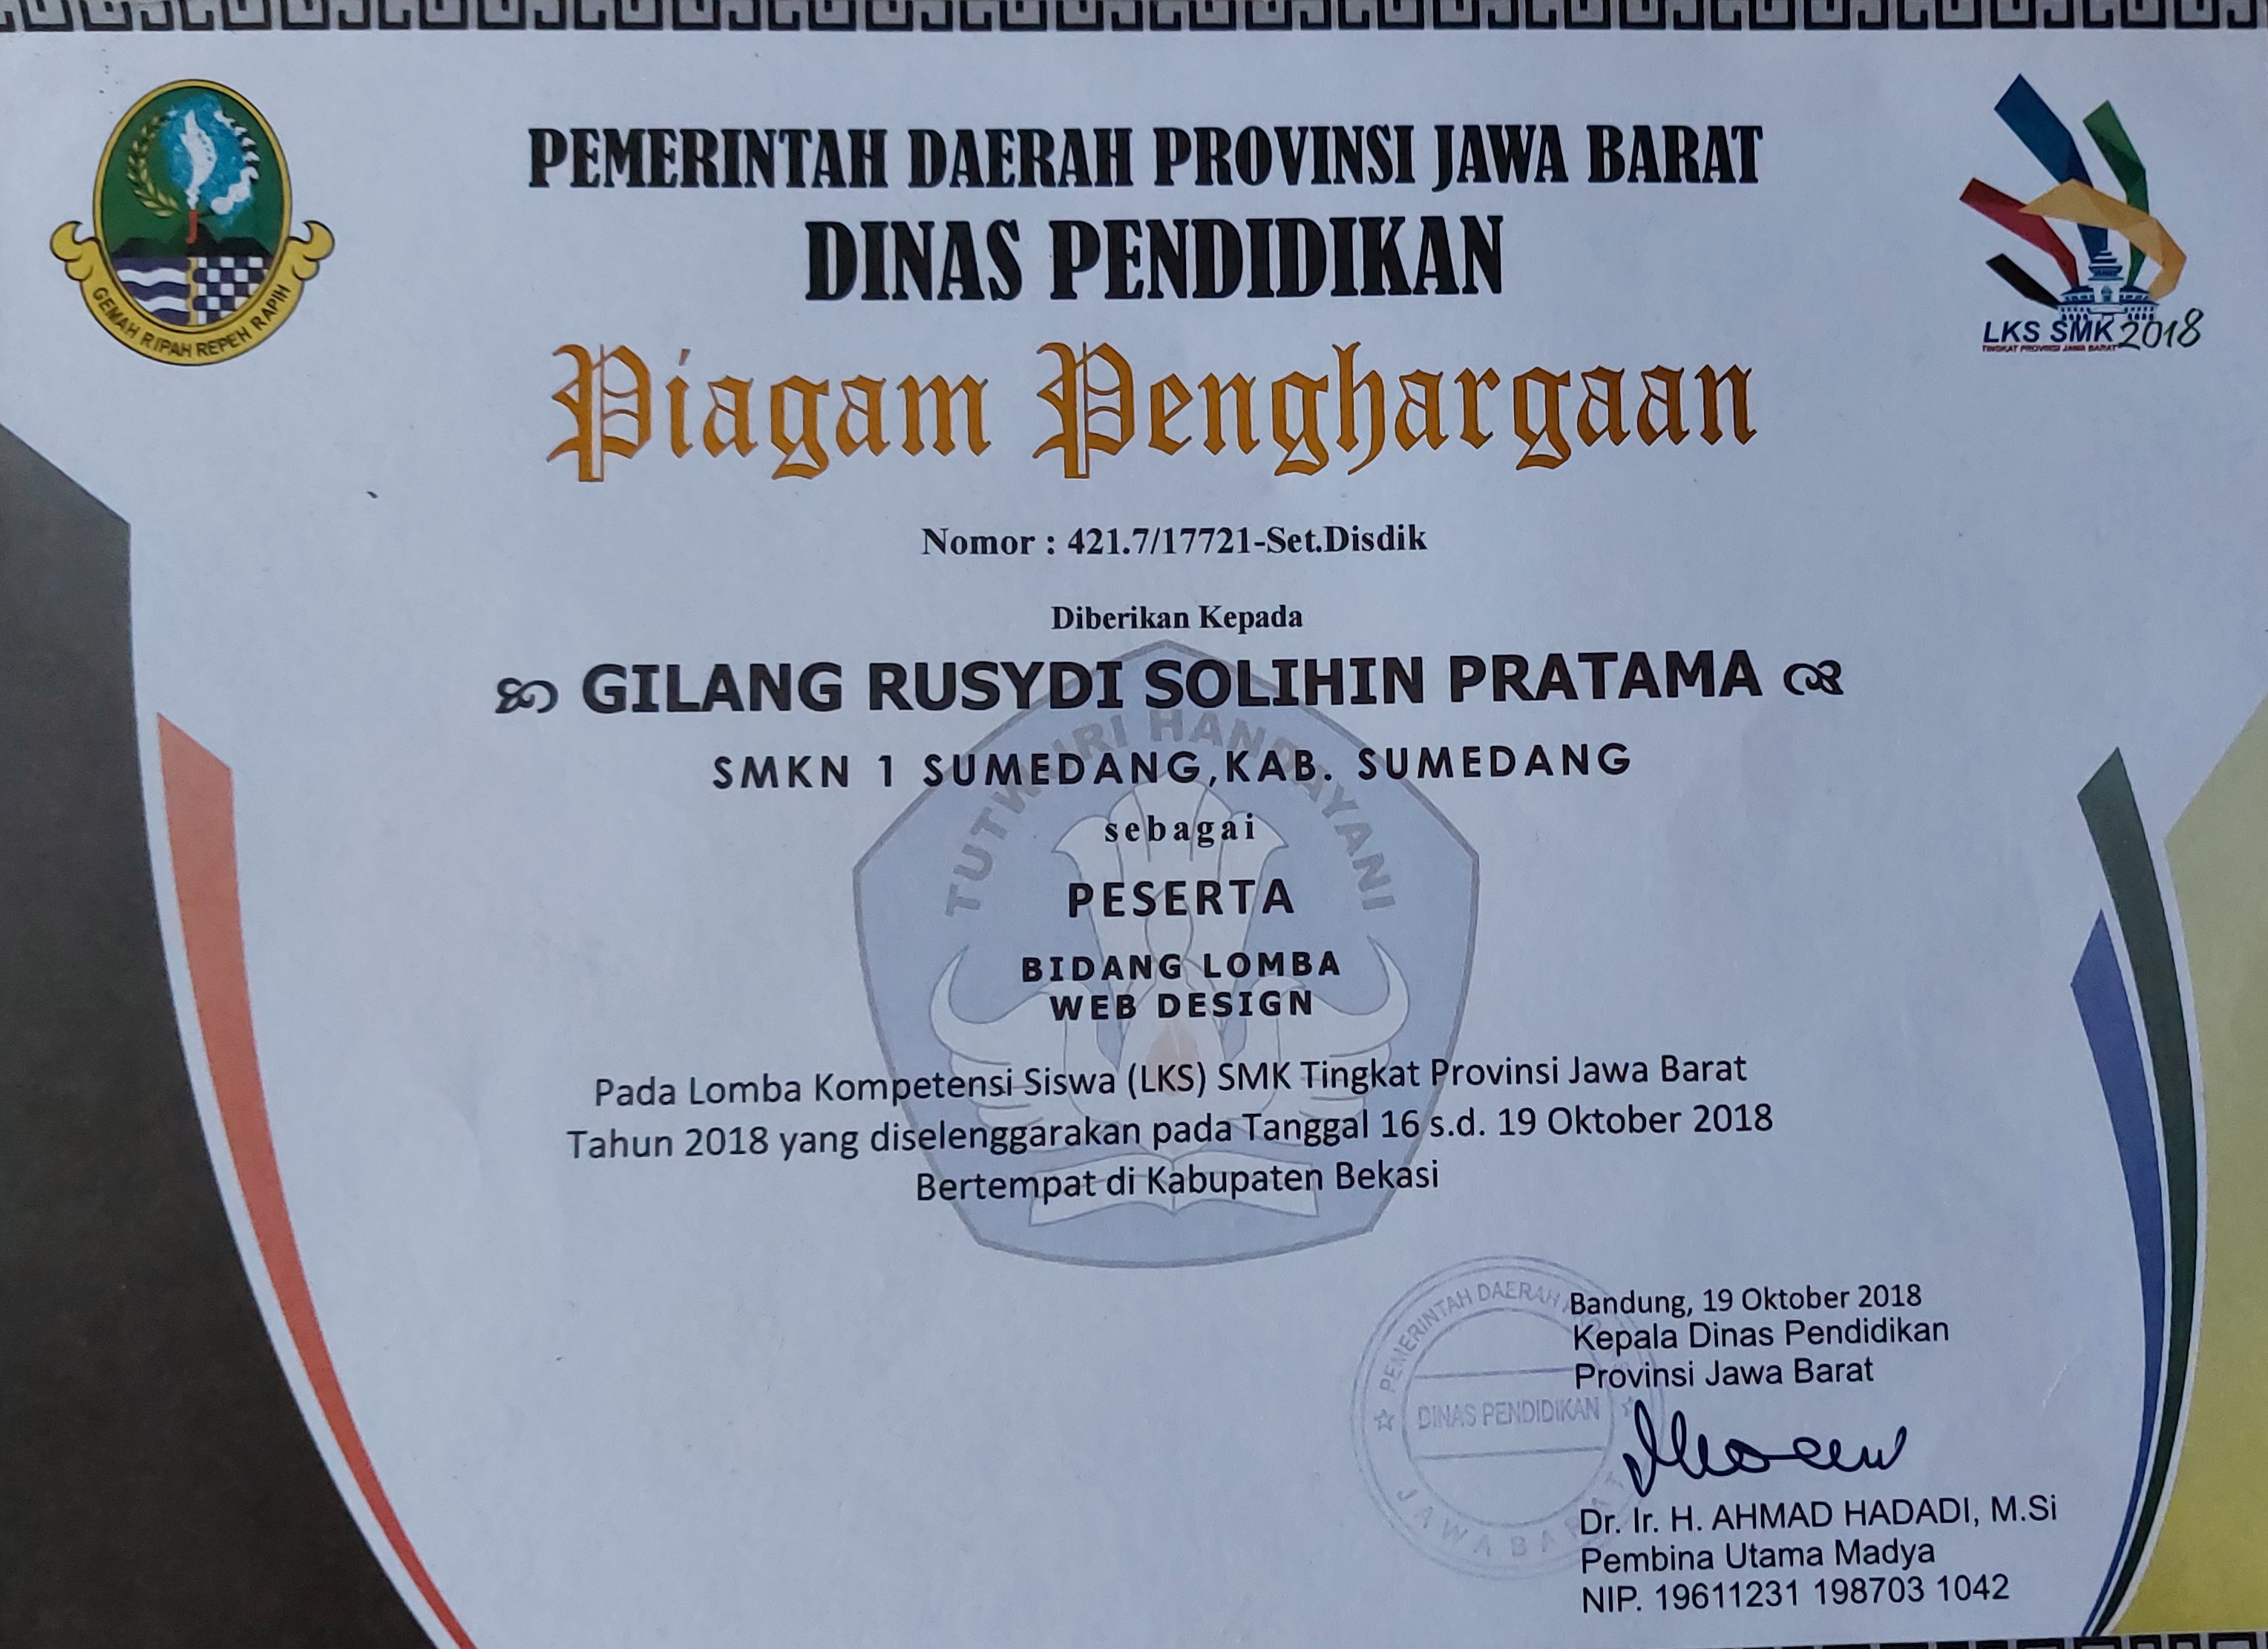 PEMERINTAH DAERAH PROVINSI JAWA BARAT
DINAS PENDIDIKAN
GEMAH RIPAH REPEH RAPIH
LKS SMK 2018
TINGKAT PROVINSI JAWA BARAT
Piagam Penghargaan
Nomor : 421.7/17721-Set.Disdik
Diberikan Kepada
GILANG RUSYDI SOLIHIN PRATAMA
SMKN 1 SUMEDANG,KAB. SUMEDANG
TUT WURI HANDAYANI
sebagai
PESERTA
BIDANG LOMBA
WEB DESIGN
Pada Lomba Kompetensi Siswa (LKS) SMK Tingkat Provinsi Jawa Barat
Tahun 2018 yang diselenggarakan pada Tanggal 16 s.d. 19 Oktober 2018
Bertempat di Kabupaten Bekasi
Bandung, 19 Oktober 2018
Kepala Dinas Pendidikan
Provinsi Jawa Barat
PEMERINTAH DAERAH
DINAS PENDIDIKAN
JAWA BARAT
Dr. Ir. H. AHMAD HADADI, M.Si
Pembina Utama Madya
NIP. 19611231 198703 1042